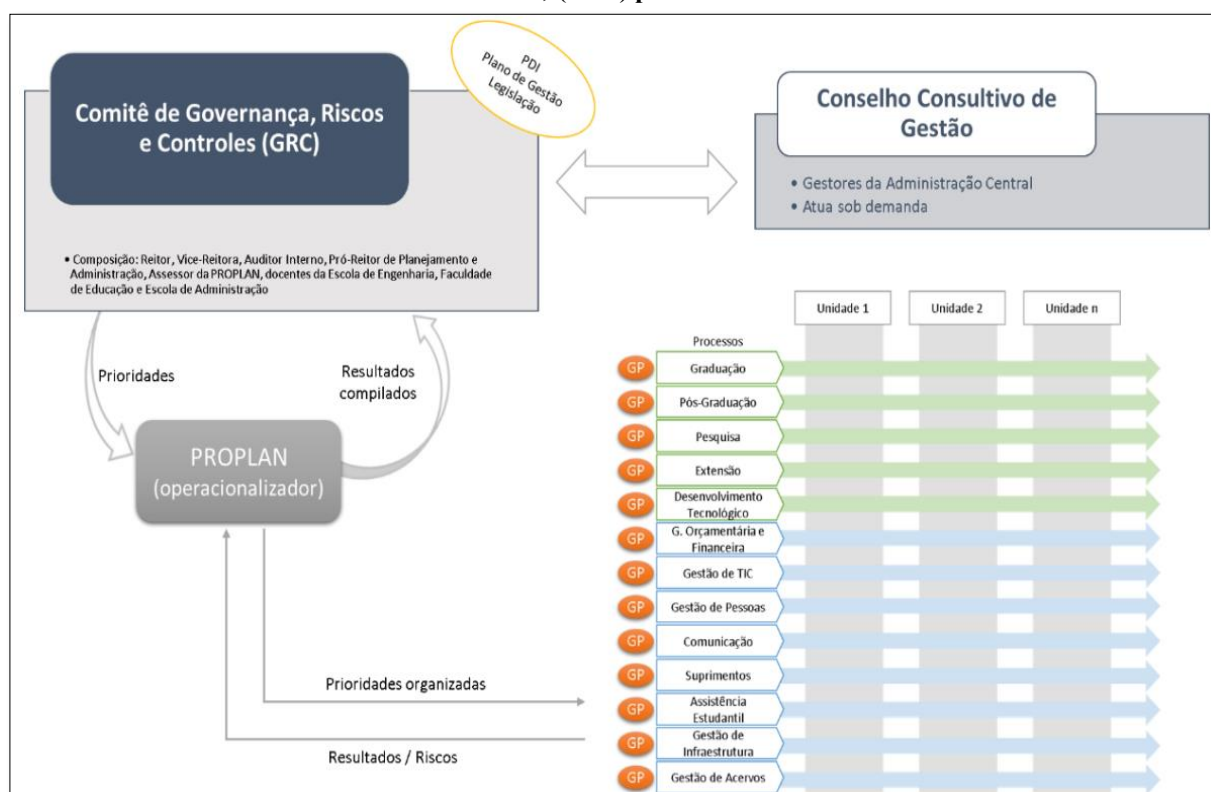 PDI
Plano de Gestão
Legislação
Comitê de Governança, Riscos
e Controles (GRC)
• Composição: Reitor, Vice-Reitora, Auditor Interno, Pró-Reitor de Planejamento e
Administração, Assessor da PROPLAN, docentes da Escola de Engenharia, Faculdade
de Educação e Escola de Administração
Conselho Consultivo de
Gestão
• Gestores da Administração Central
• Atua sob demanda
Prioridades
Resultados
compilados
PROPLAN
(operacionalizador)
Prioridades organizadas
Resultados / Riscos
Unidade 1
Unidade 2
Unidade n
Processos
GP
Graduação
GP
Pós-Graduação
GP
Pesquisa
GP
Extensão
GP
Desenvolvimento
Tecnológico
GP
G. Orçamentária e
Financeira
GP
Gestão de TIC
GP
Gestão de Pessoas
GP
Comunicação
GP
Suprimentos
GP
Assistência
Estudantil
GP
Gestão de
Infraestrutura
GP
Gestão de Acervos